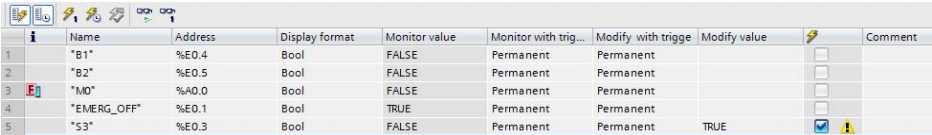 i Name Address Display format Monitor value Monitor with trig... Modify with trigge Modify value Comment
1 "B1" %E0.4 Bool FALSE Permanent Permanent
2 "B2" %E0.5 Bool FALSE Permanent Permanent
3 F "M0" %A0.0 Bool FALSE Permanent Permanent
4 "EMERG_OFF" %E0.1 Bool TRUE Permanent Permanent
5 "S3" %E0.3 Bool FALSE Permanent Permanent TRUE